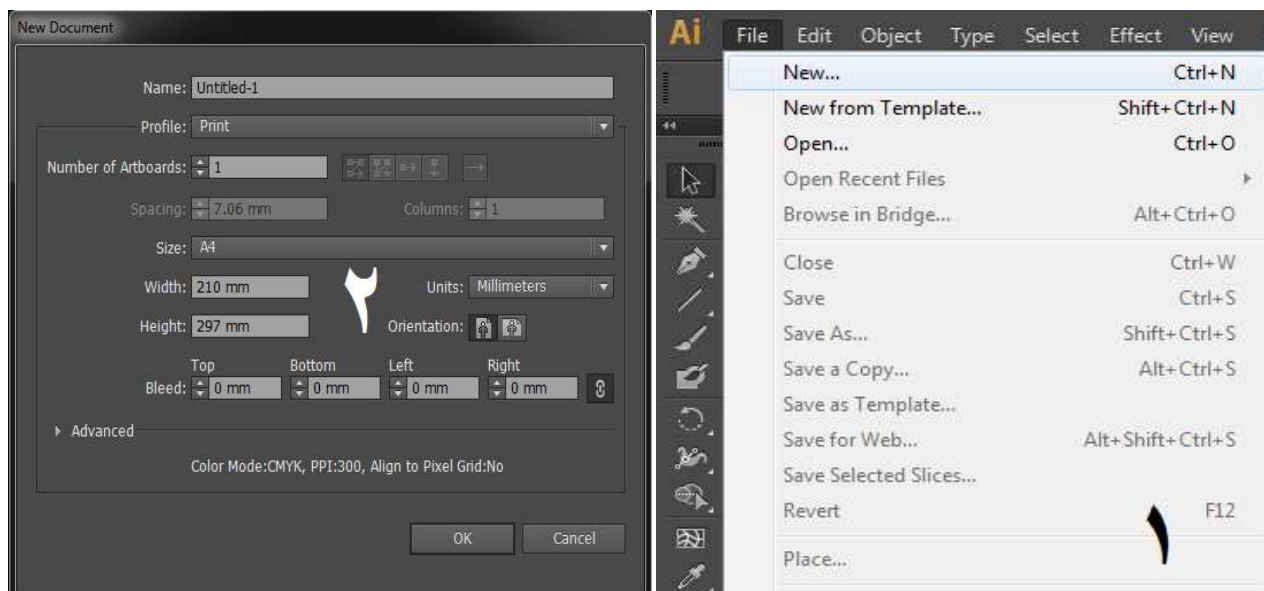 New Document
Name: Untitled-1
Profile: Print
Number of Artboards: 1
Spacing: 7.06 mm Columns: 1
Size: A4
Width: 210 mm Units: Millimeters
Height: 297 mm Orientation:
Top Bottom Left Right
Bleed: 0 mm 0 mm 0 mm 0 mm
Advanced
Color Mode:CMYK, PPI:300, Align to Pixel Grid:No
OK Cancel
٢
Ai File Edit Object Type Select Effect View
New... Ctrl+N
New from Template... Shift+Ctrl+N
Open... Ctrl+O
Open Recent Files
Browse in Bridge... Alt+Ctrl+O
Close Ctrl+W
Save Ctrl+S
Save As... Shift+Ctrl+S
Save a Copy... Alt+Ctrl+S
Save as Template...
Save for Web... Alt+Shift+Ctrl+S
Save Selected Slices...
Revert F12
Place...
١